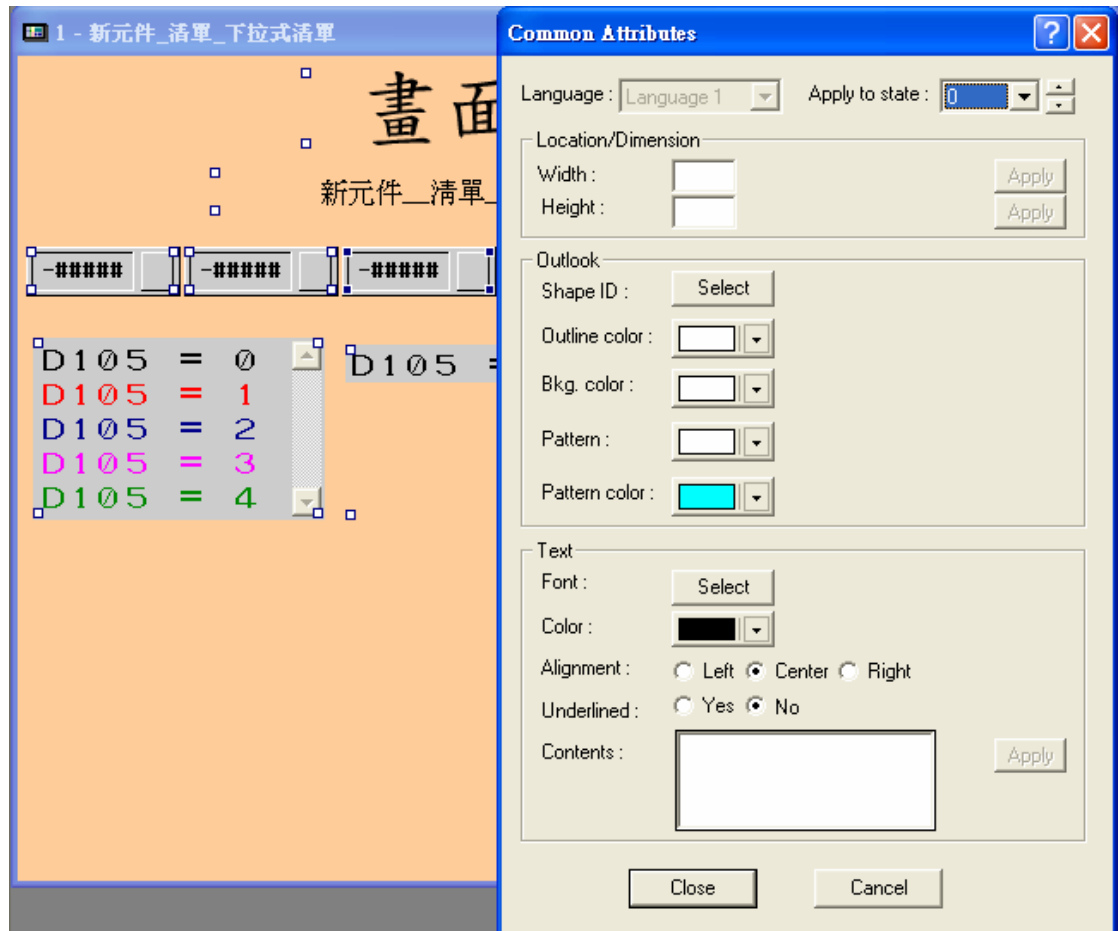 1 - 新元件_清單_下拉式清單
畫面
新元件__清單_
-##### -##### -#####
D105 = 0
D105 = 1
D105 = 2
D105 = 3
D105 = 4
D105 =
Common Attributes
Language : Language 1 Apply to state : 0
Location/Dimension
Width : Apply
Height : Apply
Outlook
Shape ID : Select
Outline color :
Bkg. color :
Pattern :
Pattern color :
Text
Font : Select
Color :
Alignment : Left Center Right
Underlined : Yes No
Contents : Apply
Close Cancel